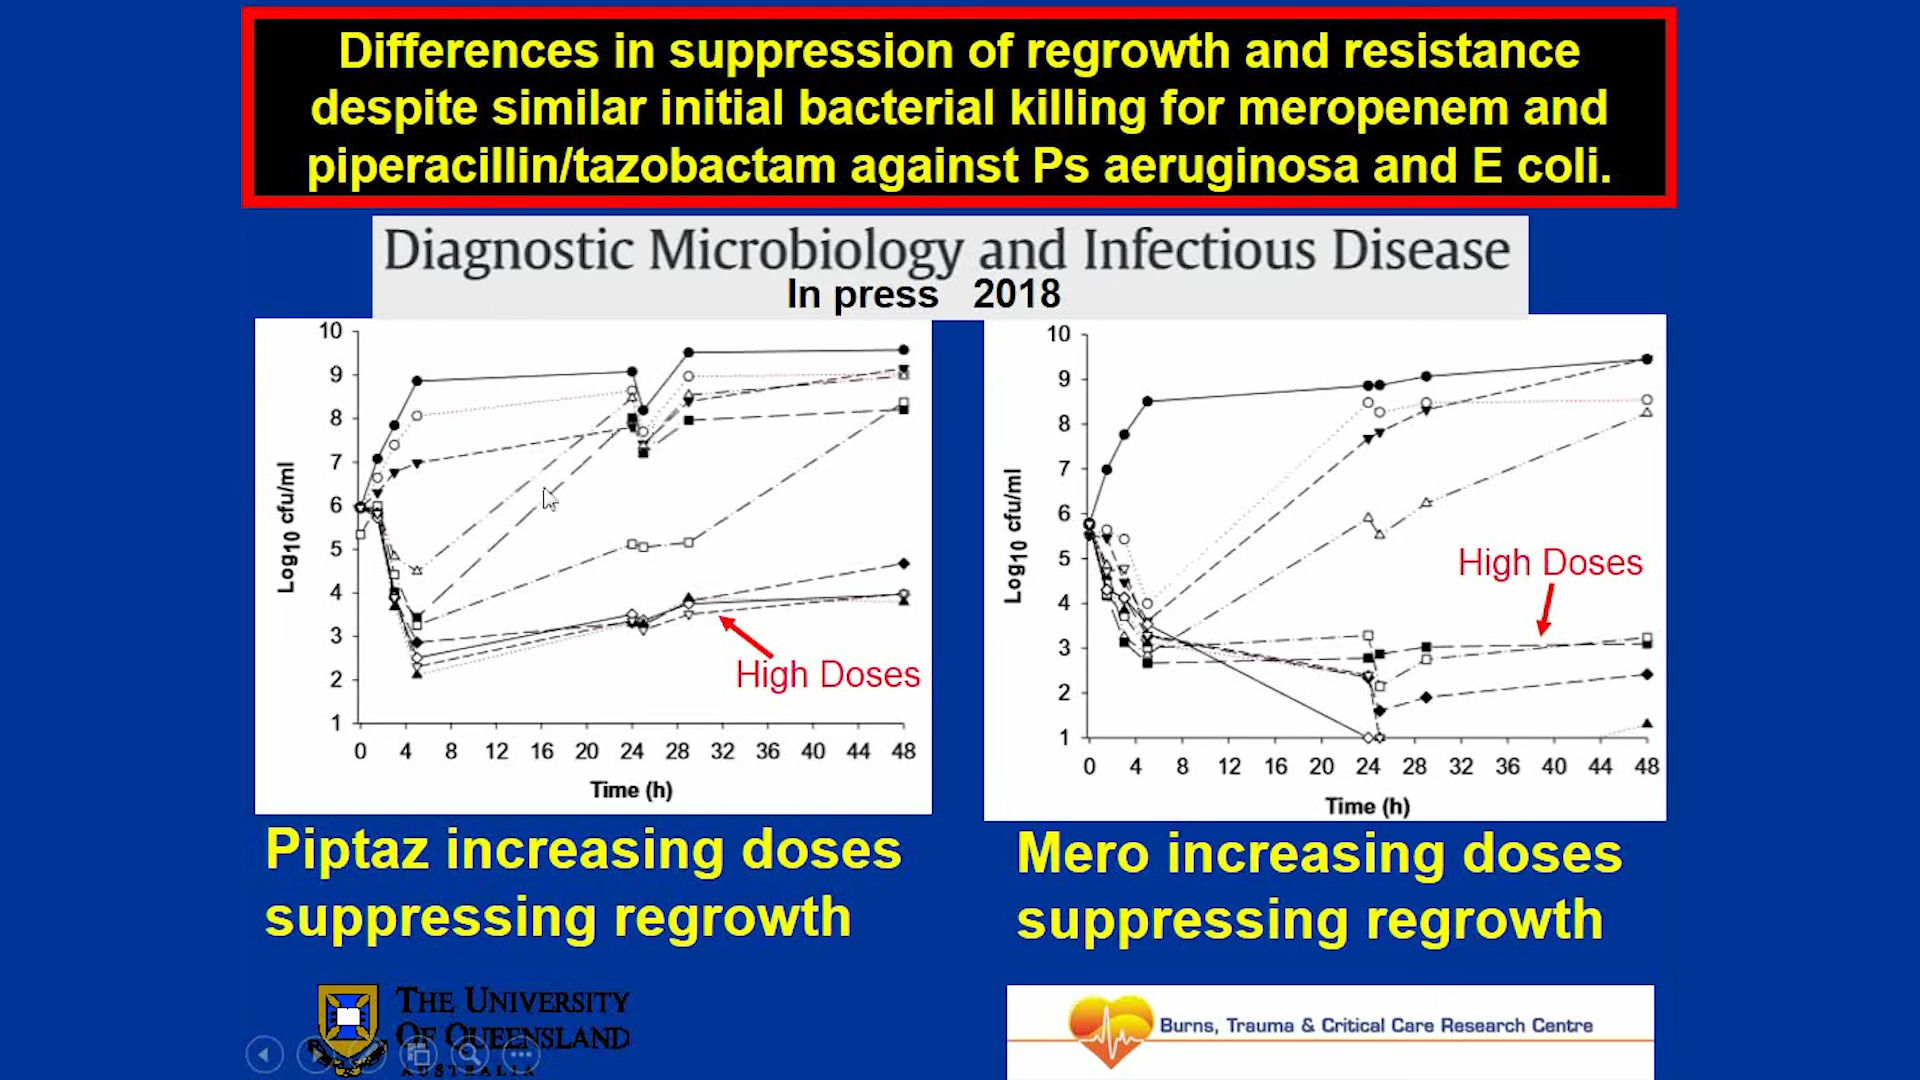 Differences in suppression of regrowth and resistance
despite similar initial bacterial killing for meropenem and
piperacillin/tazobactam against Ps aeruginosa and E coli.
Diagnostic Microbiology and Infectious Disease
In press 2018
10
9
8
7
6
5
4
3
2
1
Log10 cfu/ml
0 4 8 12 16 20 24 28 32 36 40 44 48
Time (h)
High Doses
10
9
8
7
6
5
4
3
2
1
Log10 cfu/ml
0 4 8 12 16 20 24 28 32 36 40 44 48
Time (h)
High Doses
Piptaz increasing doses
suppressing regrowth
Mero increasing doses
suppressing regrowth
THE UNIVERSITY
OF QUEENSLAND
AUSTRALIA
Burns, Trauma & Critical Care Research Centre